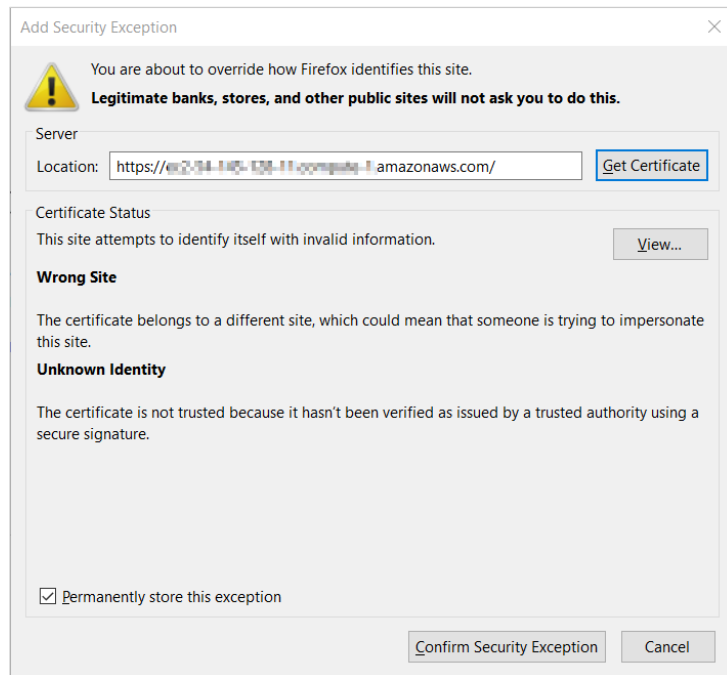 Add Security Exception
You are about to override how Firefox identifies this site.
Legitimate banks, stores, and other public sites will not ask you to do this.
Server
Location: https:// amazonaws.com/ Get Certificate
Certificate Status
This site attempts to identify itself with invalid information. View...
Wrong Site
The certificate belongs to a different site, which could mean that someone is trying to impersonate
this site.
Unknown Identity
The certificate is not trusted because it hasn't been verified as issued by a trusted authority using a
secure signature.
Permanently store this exception
Confirm Security Exception Cancel